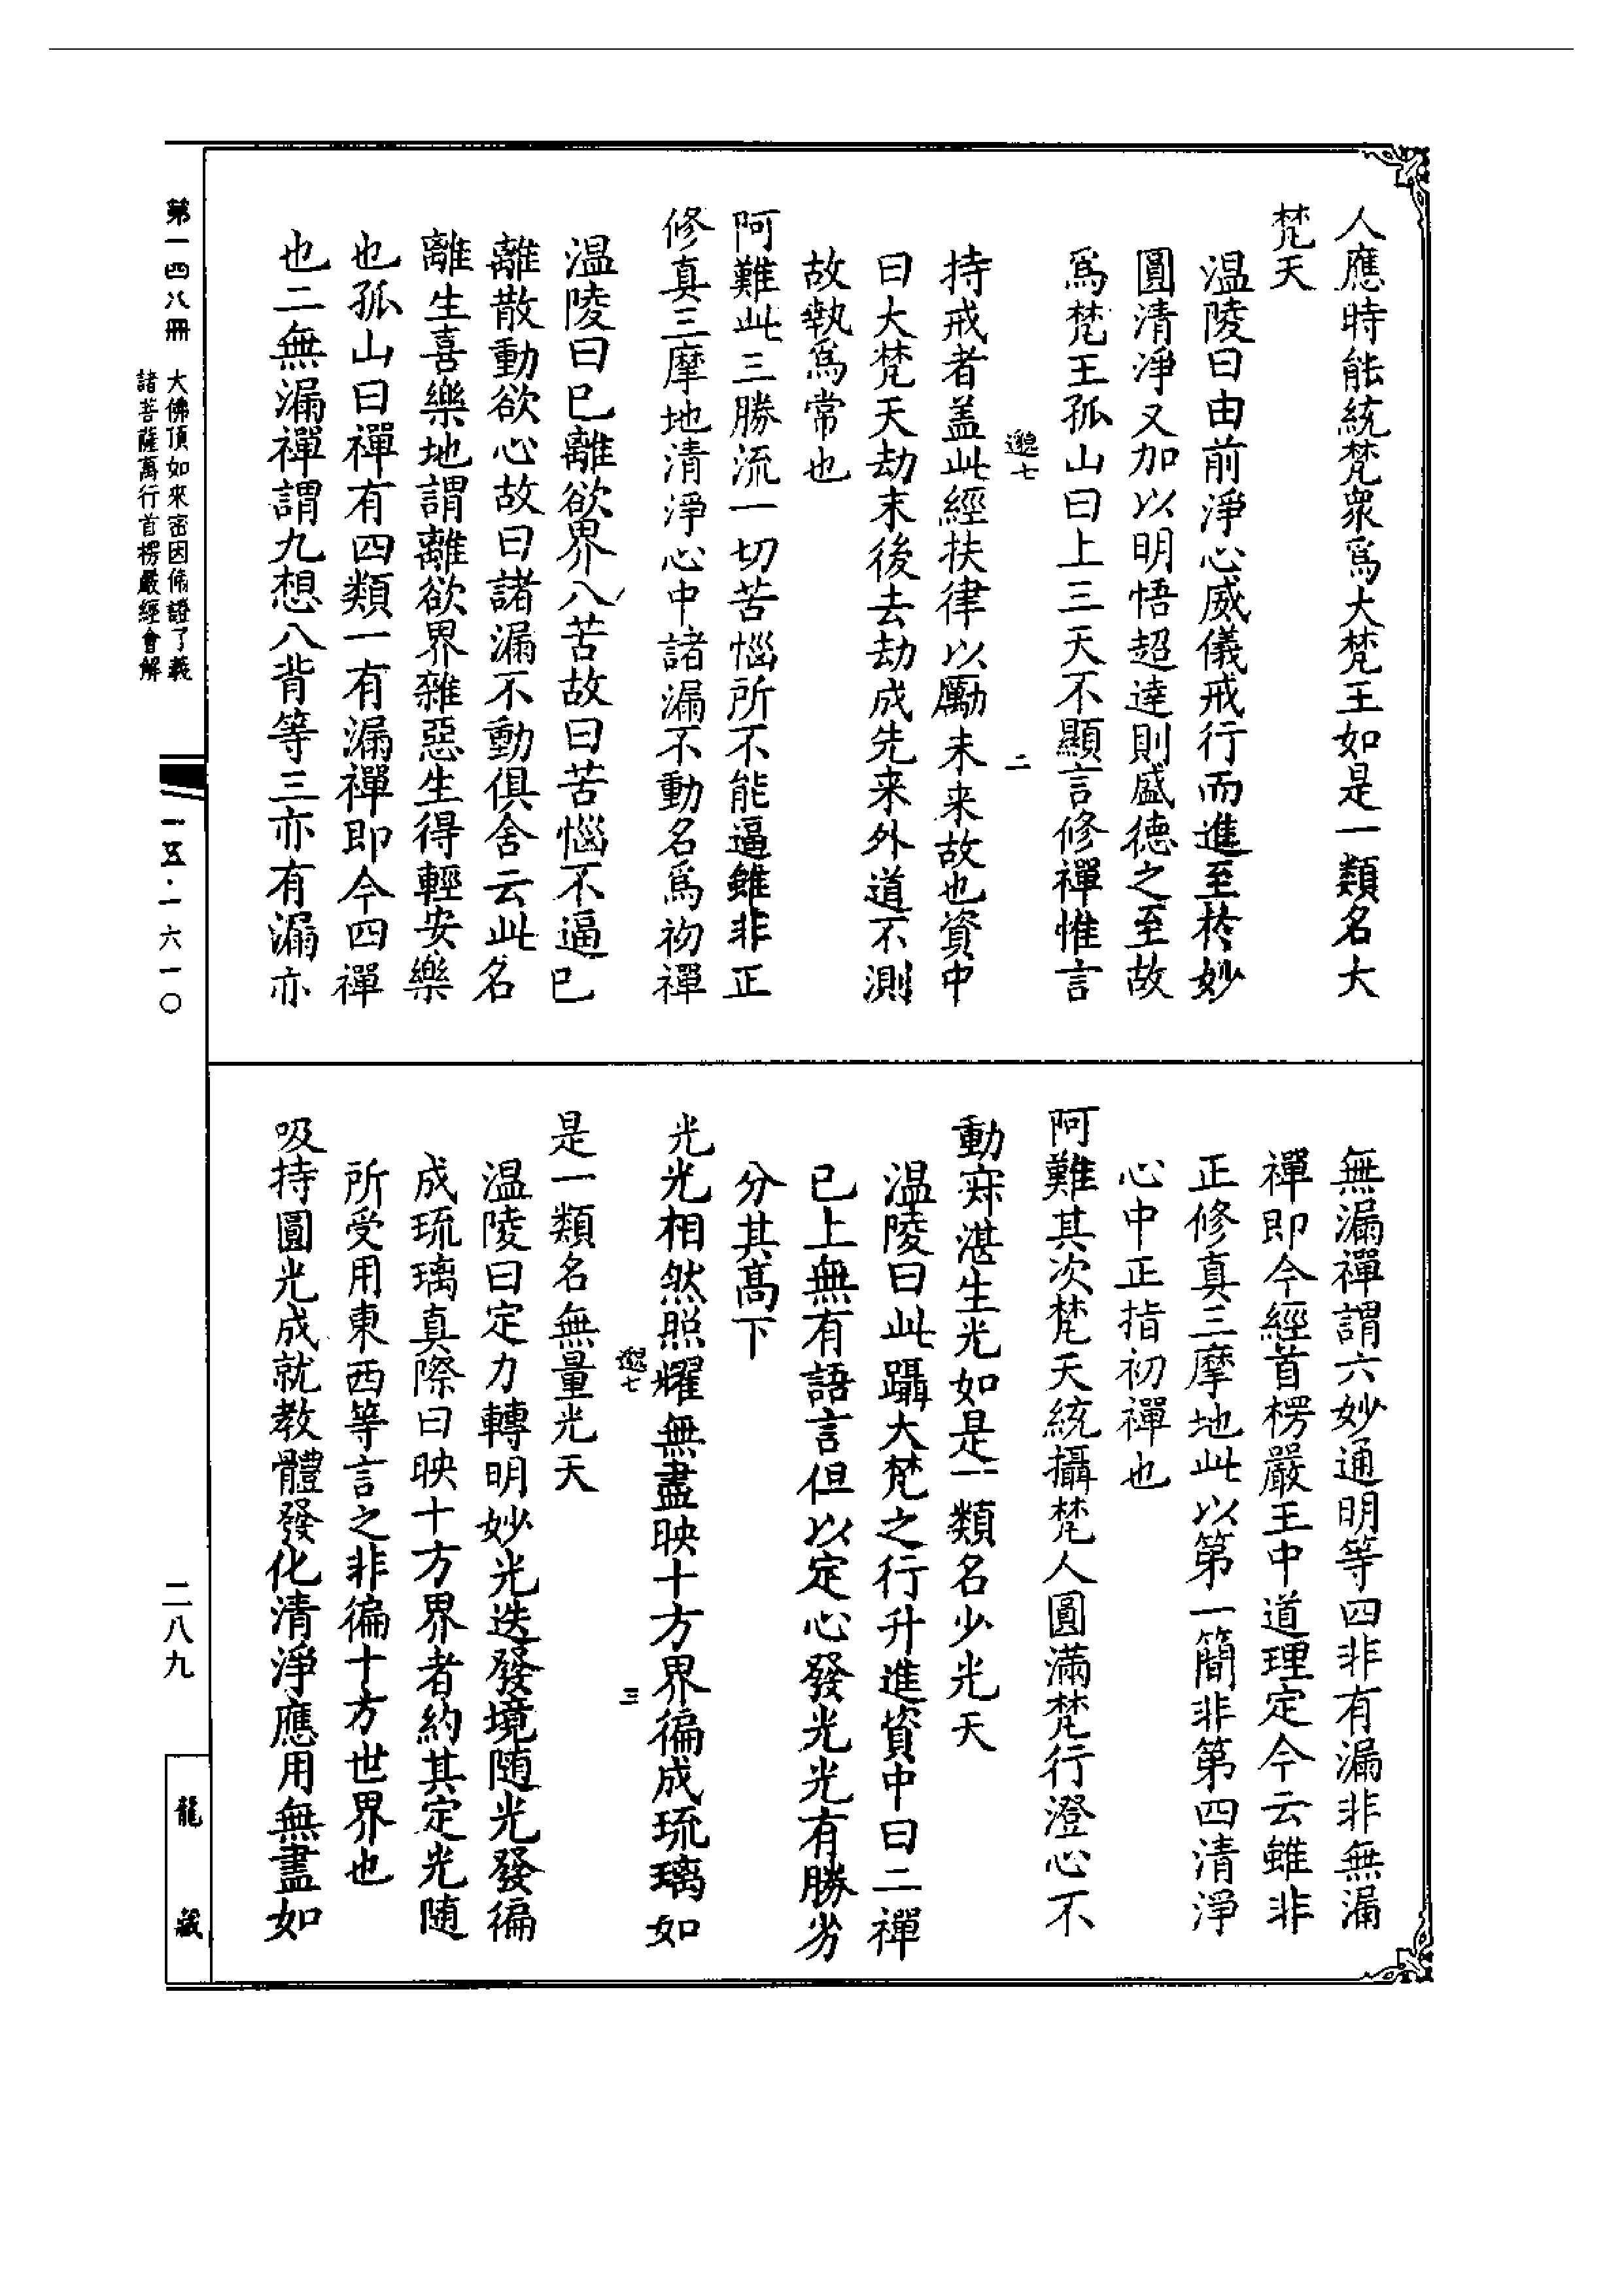 人應時能統梵衆爲大梵王如是一類名大
梵天
温陵曰由前淨心威儀戒行而進至於妙
圓清淨又加以明悟超達則盛德之至故
爲梵王孤山曰上三天不顯言修禪惟言
邈七
二
持戒者盖此經扶律以勵未来故也資中
曰大梵天劫末後去劫成先来外道不測
故執爲常也
阿難此三勝流一切苦惱所不能逼雖非正
修真三摩地清淨心中諸漏不動名爲初禪
温陵曰已離欲界八苦故曰苦惱不逼已
離散動欲心故曰諸漏不動俱舍云此名
離生喜樂地謂離欲界雜惡生得輕安樂
也孤山曰禪有四類一有漏禪即今四禪
也二無漏禪謂九想八背等三亦有漏亦
無漏禪謂六妙通明等四非有漏非無漏
禪即今經首楞嚴王中道理定今云雖非
正修真三摩地此以第一簡非第四清淨
心中正指初禪也
阿難其次梵天統攝梵人圓滿梵行澄心不
動寂湛生光如是一類名少光天
温陵曰此躡大梵之行升進資中曰二禪
已上無有語言但以定心發光光有勝劣
分其高下
光光相然照耀無盡映十方界徧成琉璃如
邈七
三
是一類名無量光天
温陵曰定力轉明妙光迭發境随光發徧
成琉璃真際曰映十方界者約其定光随
所受用東西等言之非徧十方世界也
吸持圓光成就教體發化清淨應用無盡如
第一四八冊
大佛頂如來密因修證了義
諸菩薩萬行首楞嚴經會解
一五·一六一〇
二八九
龍藏